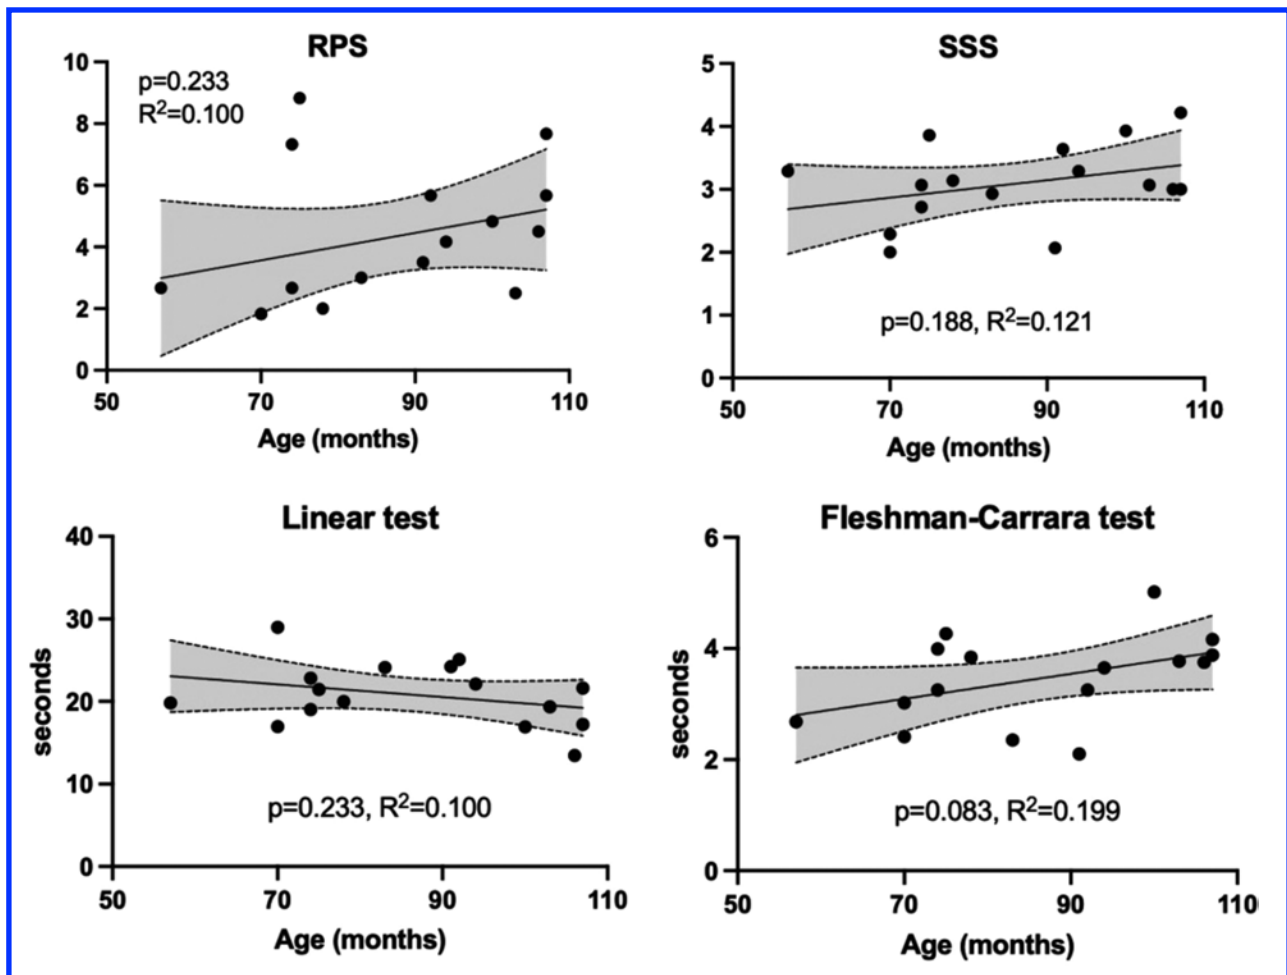 RPS
10
p=0.233
R²=0.100
8
6
4
2
0
50 70 90 110
Age (months)
SSS
5
4
3
2
1
p=0.188, R²=0.121
0
50 70 90 110
Age (months)
Linear test
40
30
20
10
0
seconds
p=0.233, R²=0.100
50 70 90 110
Age (months)
Fleshman-Carrara test
6
4
2
0
seconds
p=0.083, R²=0.199
50 70 90 110
Age (months)